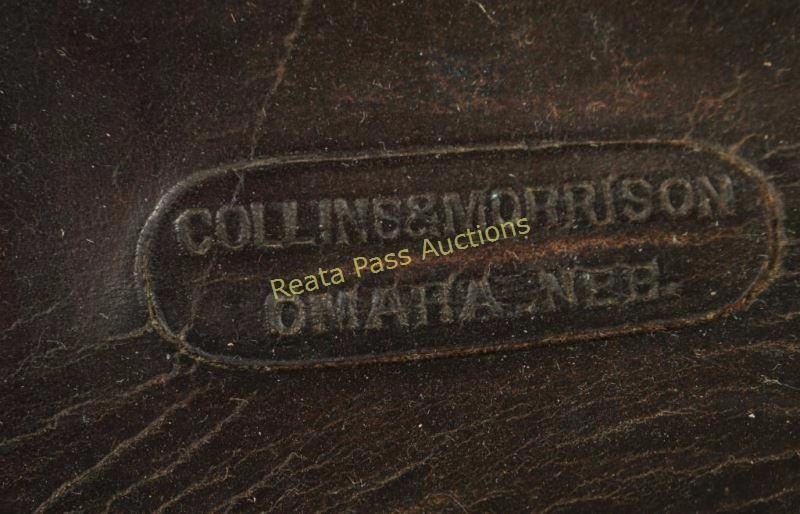 COLLINS&MORRISON
Reata Pass Auctions
OMAHA NEB.